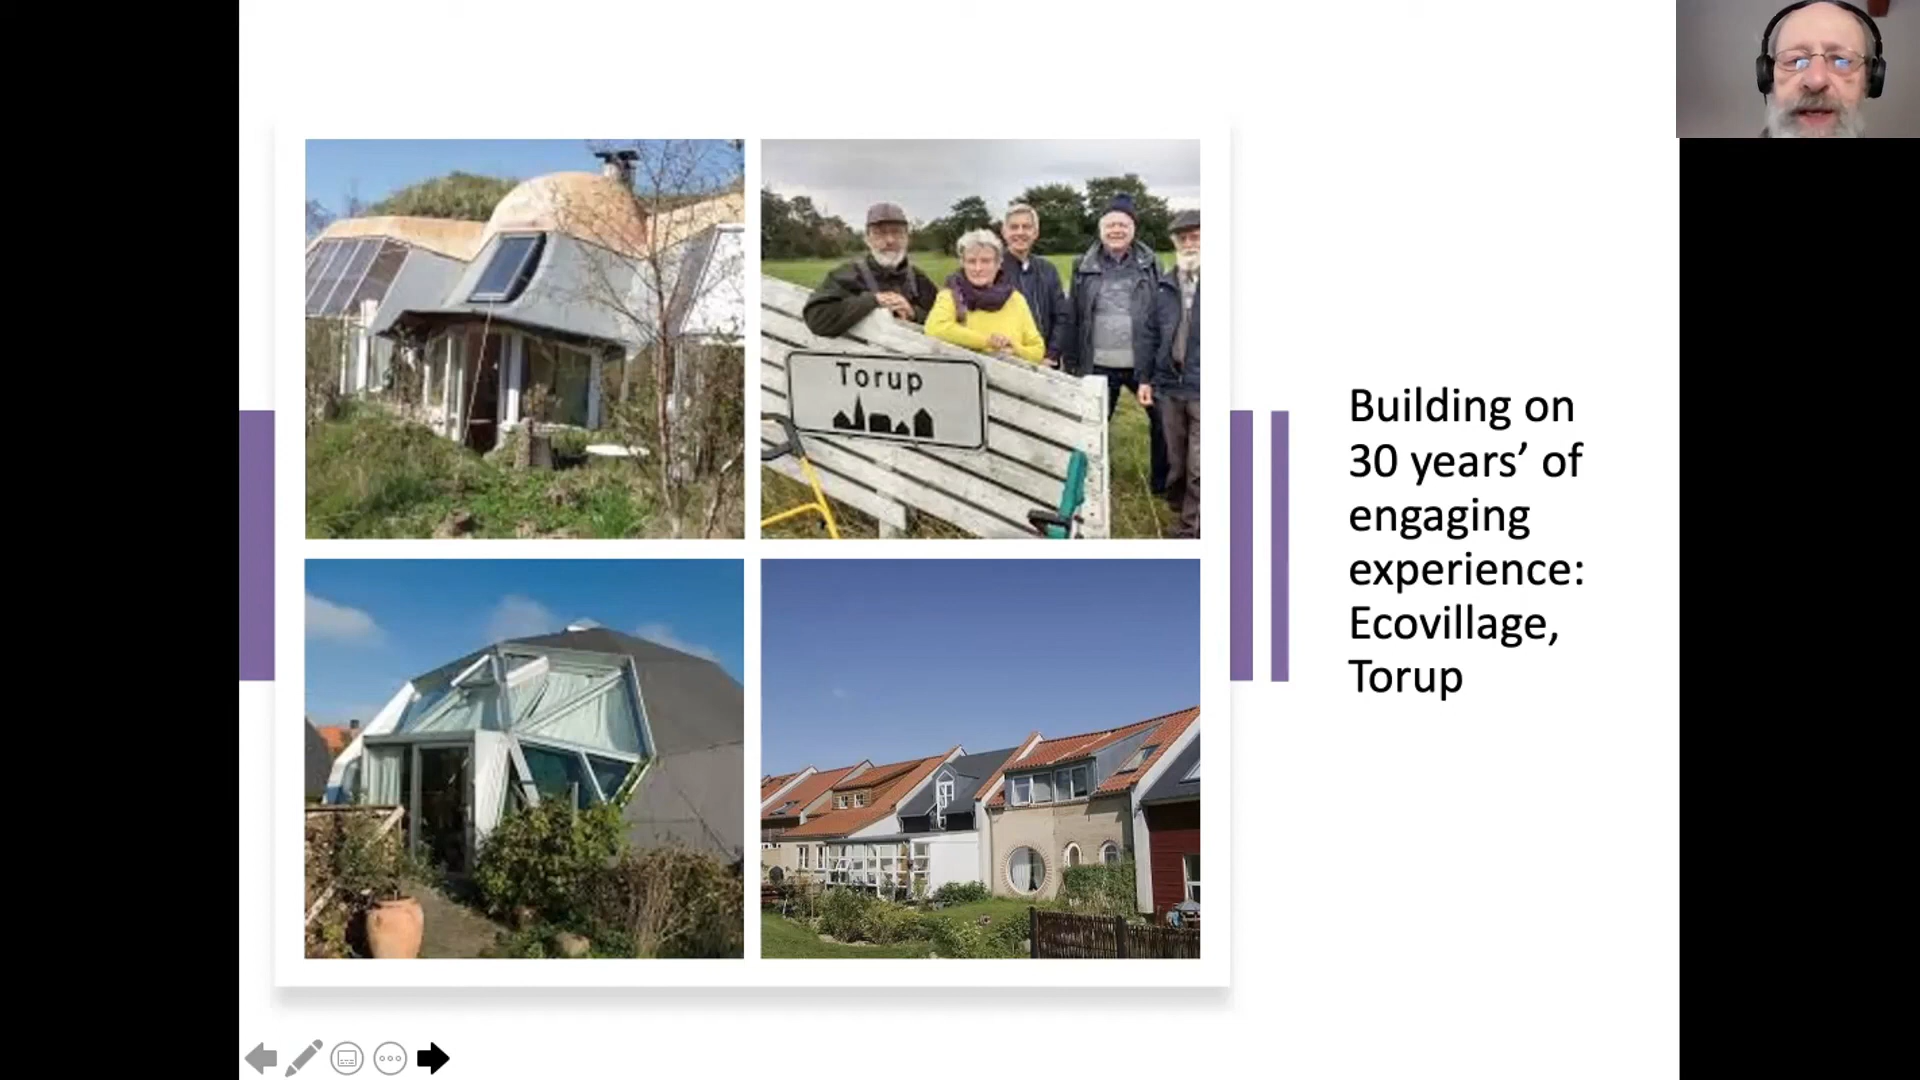 Torup
Building on
30 years’ of
engaging
experience:
Ecovillage,
Torup